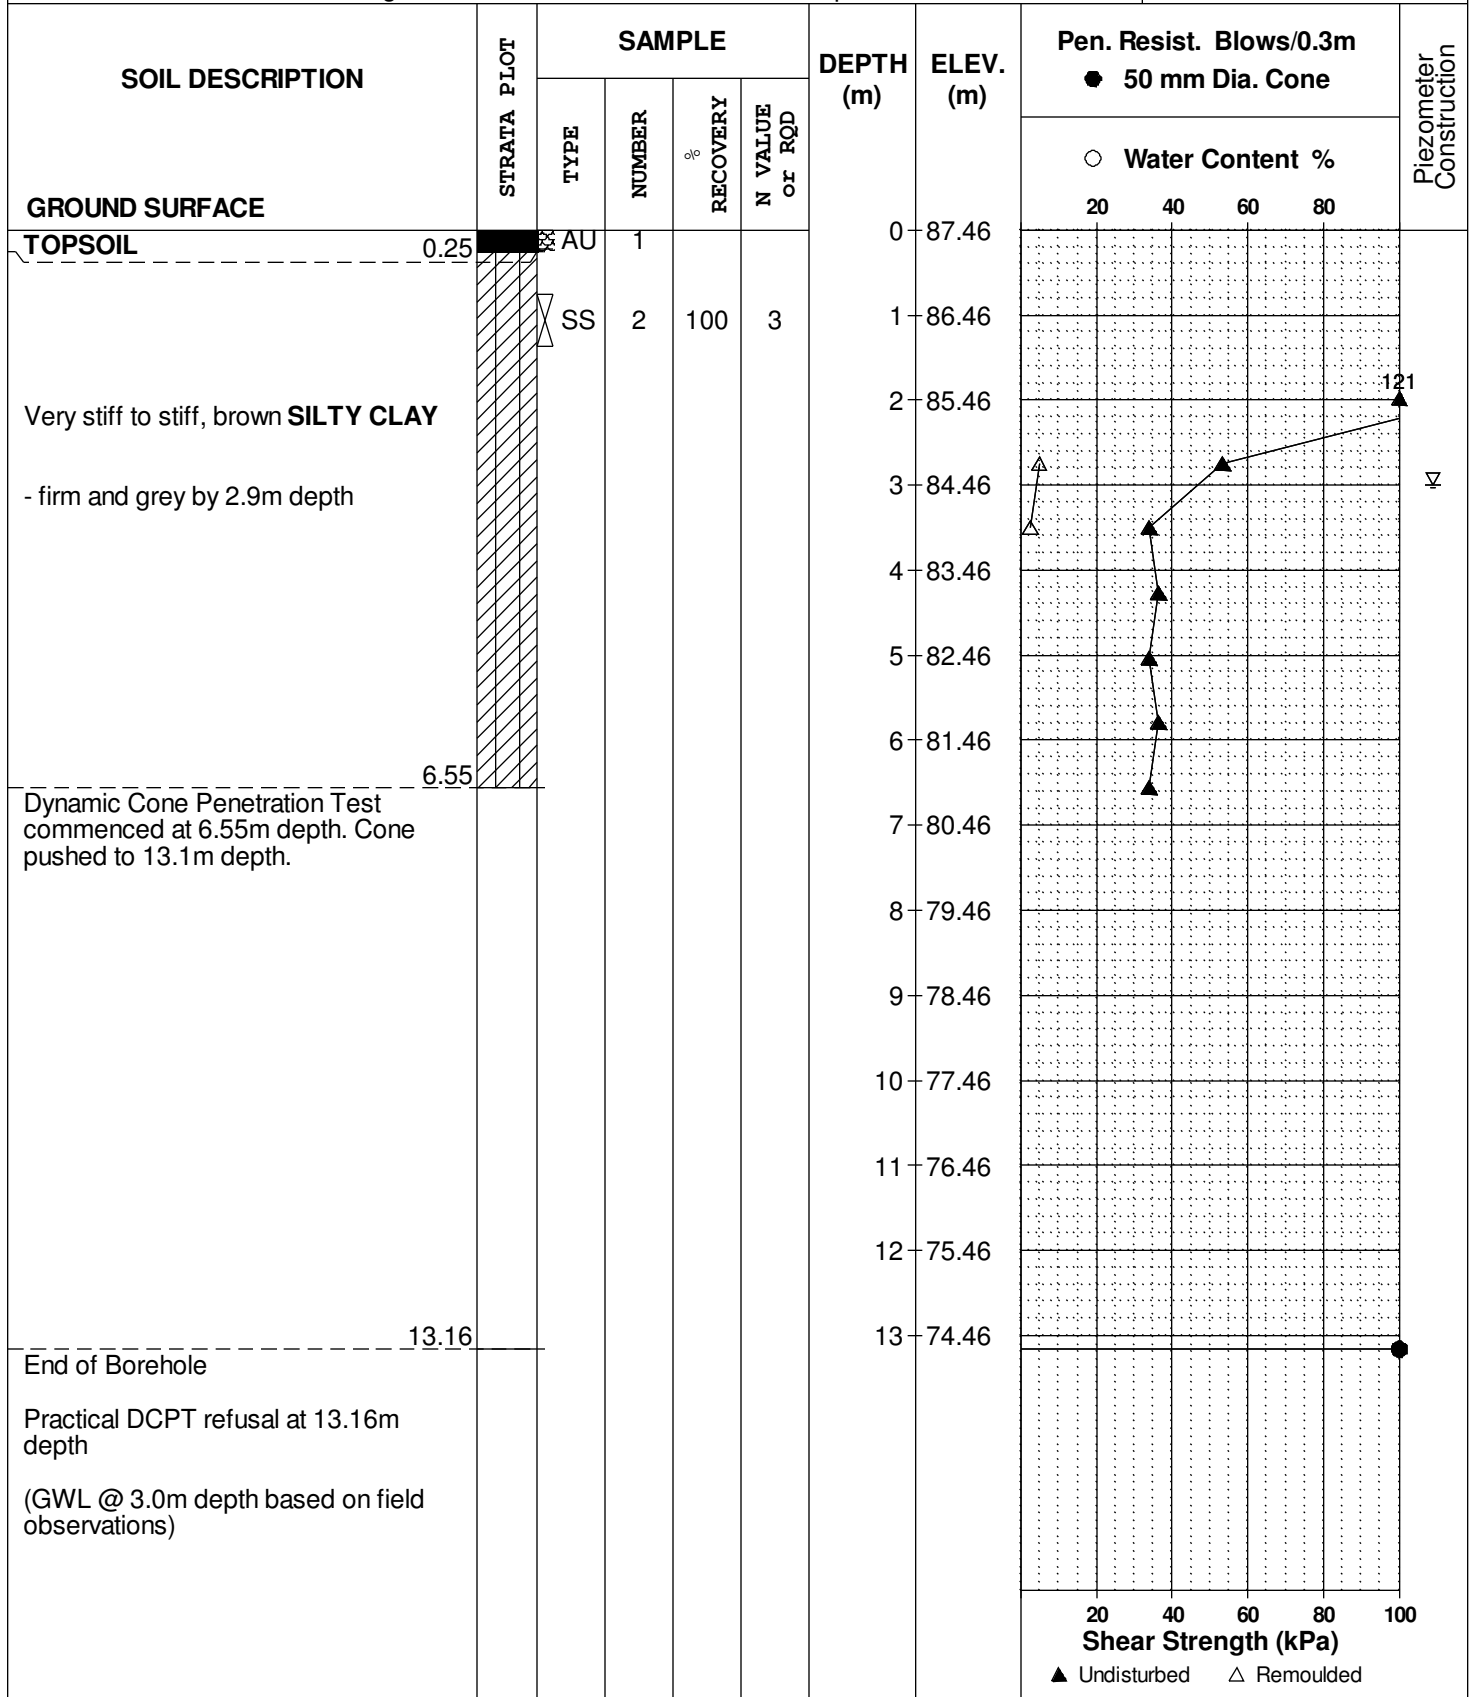 SOIL DESCRIPTION
GROUND SURFACE
STRATA PLOT
SAMPLE
TYPE
NUMBER
% RECOVERY
N VALUE
or RQD
DEPTH
(m)
ELEV.
(m)
Pen. Resist. Blows/0.3m
● 50 mm Dia. Cone
○ Water Content %
20 40 60 80
Piezometer
Construction
TOPSOIL 0.25
AU 1
0 87.46
SS 2 100 3
1 86.46
121
Very stiff to stiff, brown SILTY CLAY
2 85.46
- firm and grey by 2.9m depth
3 84.46
4 83.46
5 82.46
6 81.46
6.55
Dynamic Cone Penetration Test
commenced at 6.55m depth. Cone
pushed to 13.1m depth.
7 80.46
8 79.46
9 78.46
10 77.46
11 76.46
12 75.46
13 74.46
13.16
End of Borehole
Practical DCPT refusal at 13.16m
depth
(GWL @ 3.0m depth based on field
observations)
20 40 60 80 100
Shear Strength (kPa)
▲ Undisturbed △ Remoulded